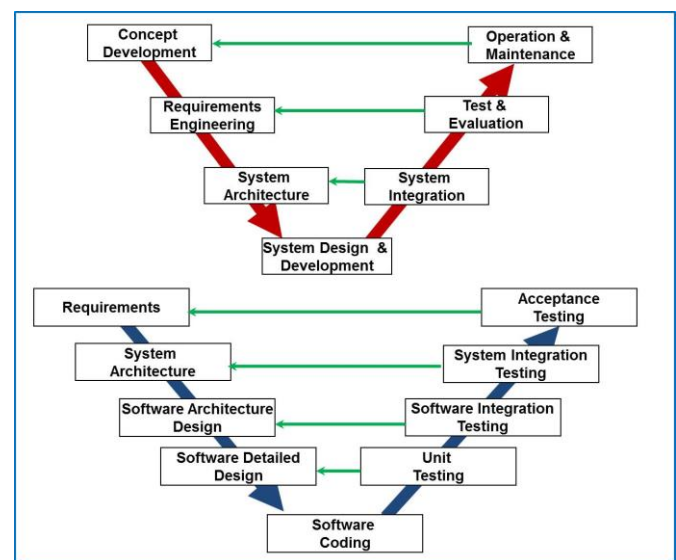 Concept
Development
Operation &
Maintenance
Requirements
Engineering
Test &
Evaluation
System
Architecture
System
Integration
System Design &
Development
Requirements
Acceptance
Testing
System
Architecture
System Integration
Testing
Software Architecture
Design
Software Integration
Testing
Software Detailed
Design
Unit
Testing
Software
Coding